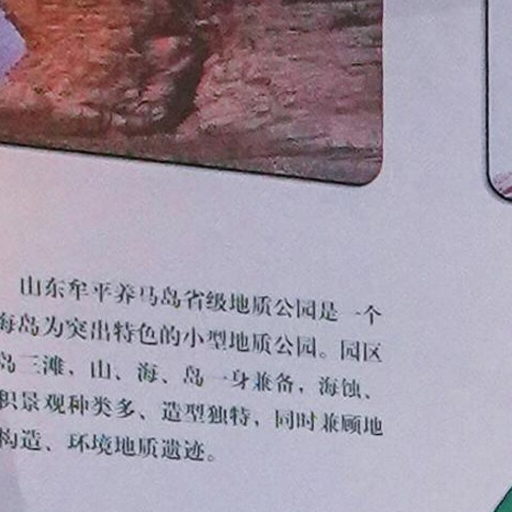 山东牟平养马岛省级地质公园是一个
海岛为突出特色的小型地质公园。园区
岛三滩，山、海、岛一身兼备，海蚀、
积景观种类多、造型独特，同时兼顾地
构造、环境地质遗迹。